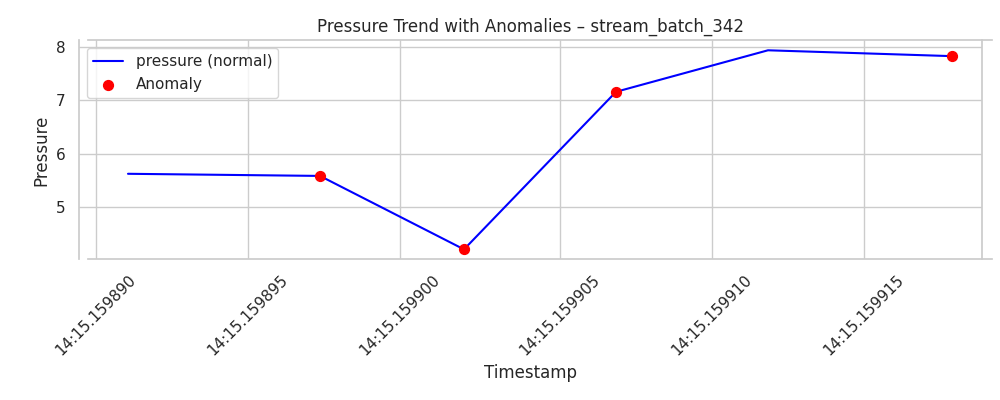 Pressure Trend with Anomalies – stream_batch_342
pressure (normal)
Anomaly
Pressure
8
7
6
5
14:15.159890
14:15.159895
14:15.159900
14:15.159905
14:15.159910
14:15.159915
Timestamp